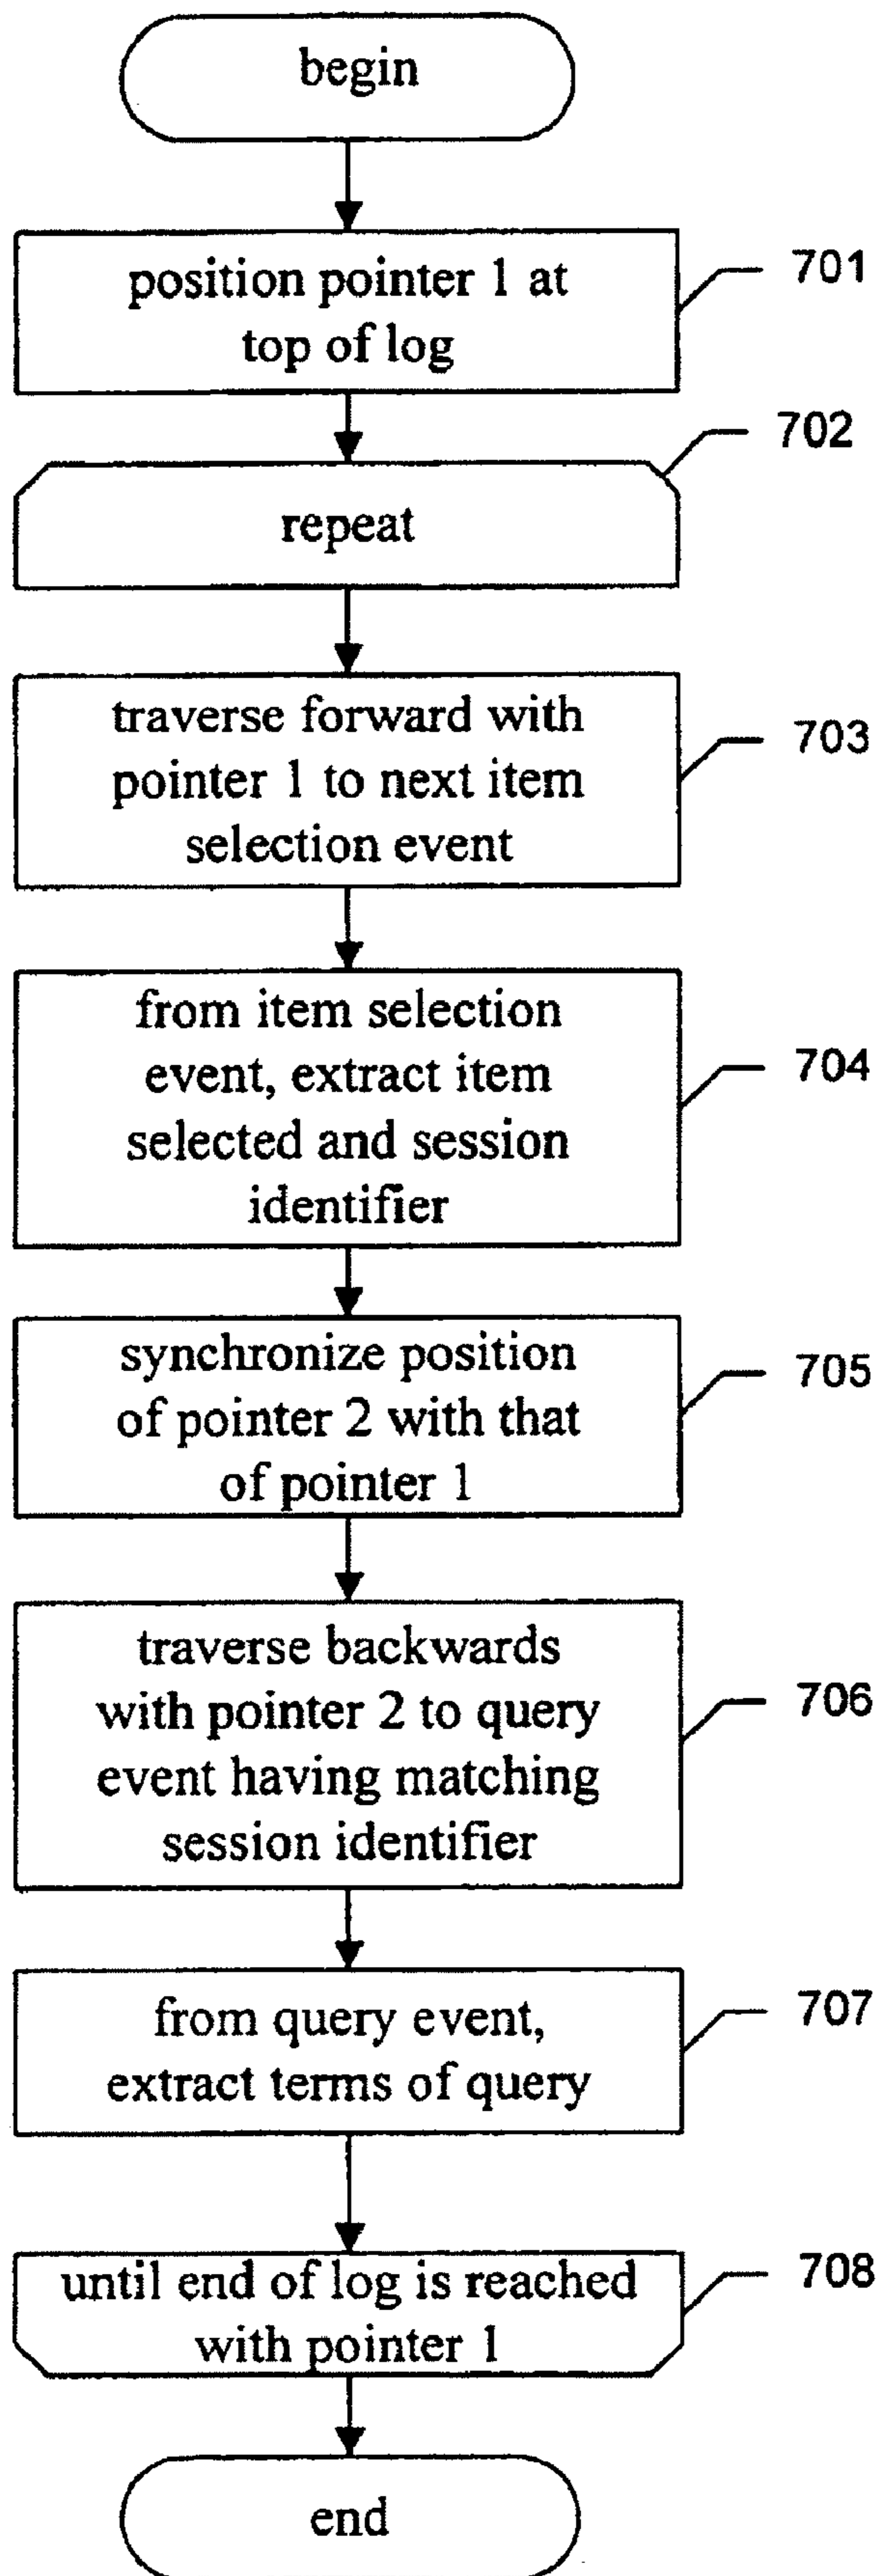 begin
position pointer 1 at
top of log
701
702
repeat
traverse forward with
pointer 1 to next item
selection event
703
from item selection
event, extract item
selected and session
identifier
704
synchronize position
of pointer 2 with that
of pointer 1
705
traverse backwards
with pointer 2 to query
event having matching
session identifier
706
from query event,
extract terms of query
707
until end of log is reached
with pointer 1
708
end